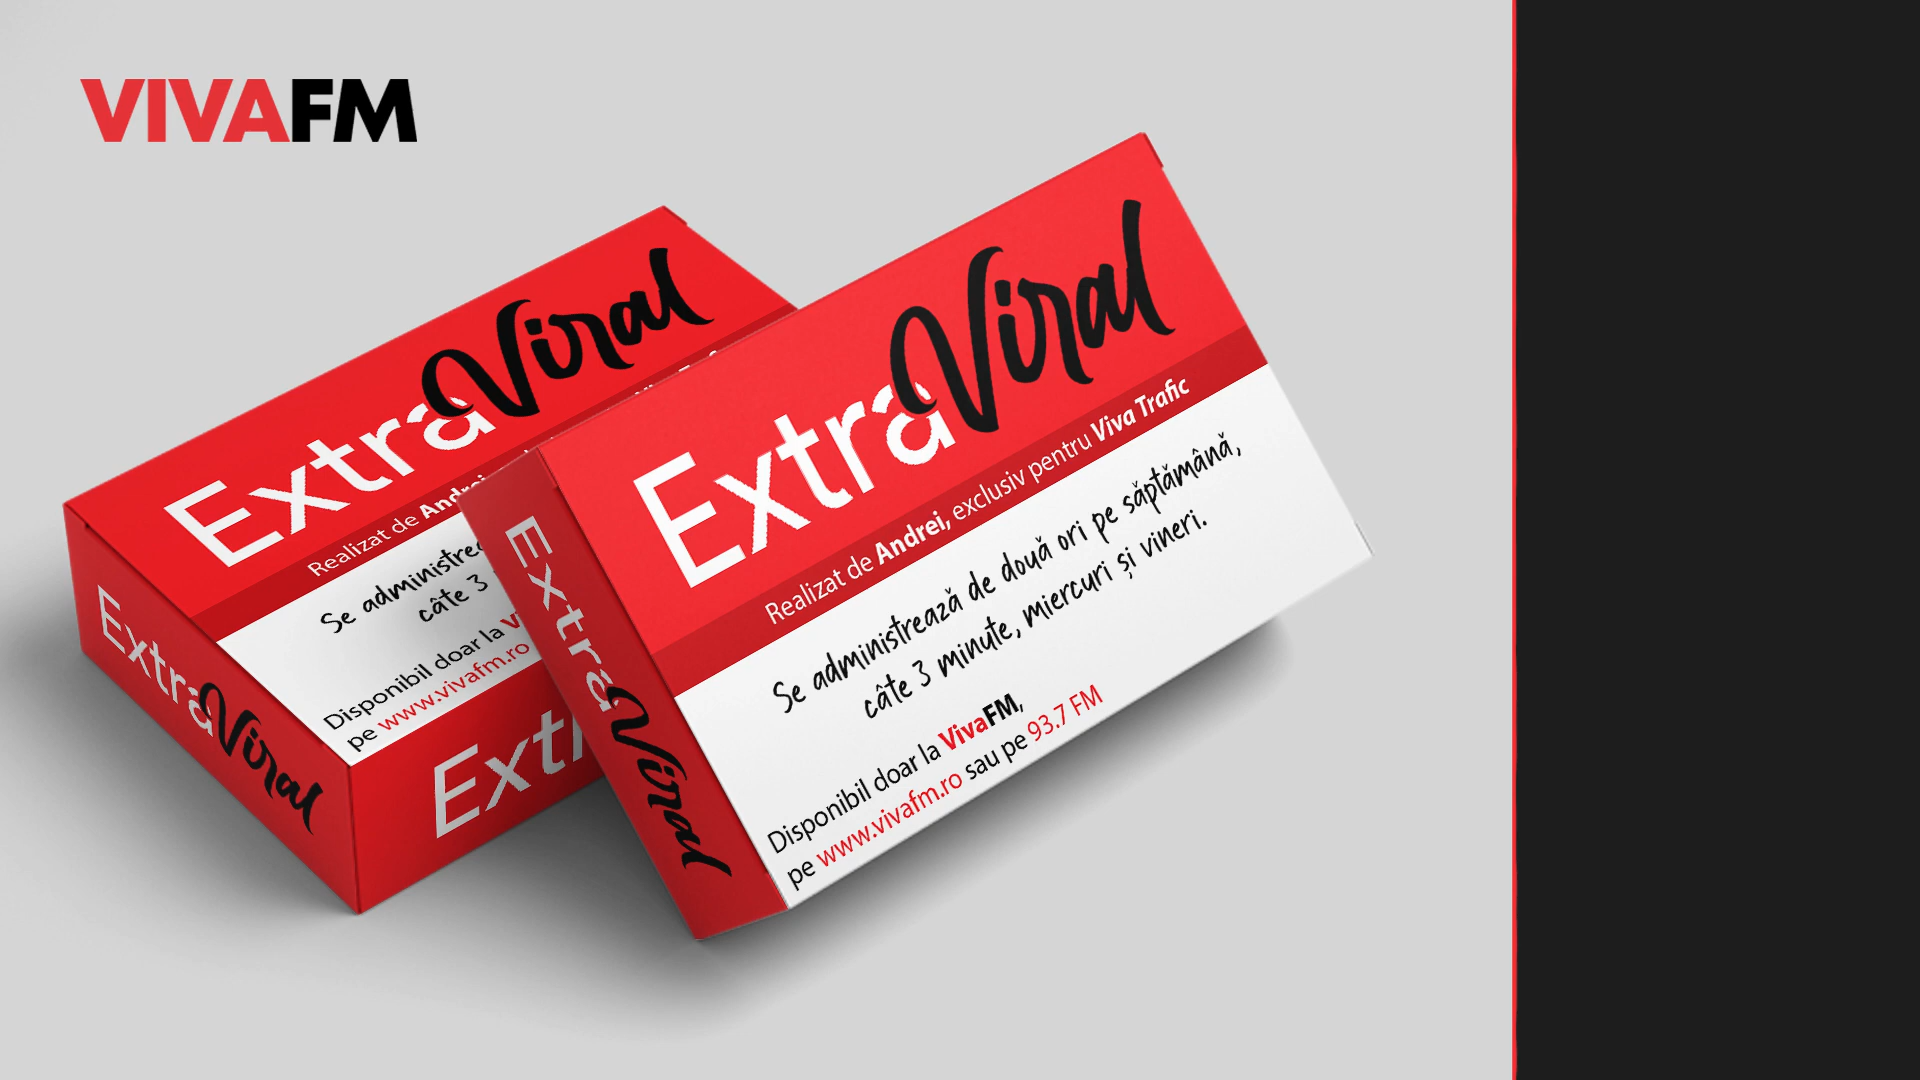 VIVAFM
ExtraViral
Realizat de Andrei, exclusiv pentru Viva Trafic
Se administrează de două ori pe săptămână,
câte 3 minute, miercuri și vineri.
Disponibil doar la VivaFM,
pe www.vivafm.ro sau pe 93.7 FM
ExtraViral
ExtraViral
Realizat de
Se
câte 3
Disponibil doar la
pe www.vivafm.ro
ExtraViral